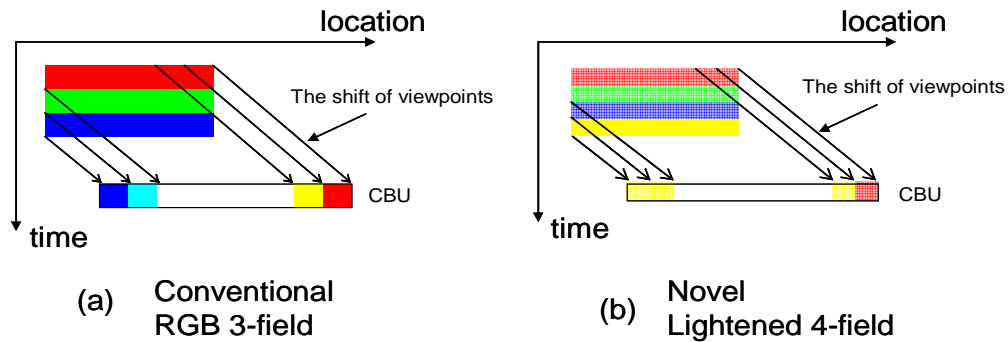 location
The shift of viewpoints
CBU
time
(a) Conventional
RGB 3-field
location
The shift of viewpoints
CBU
time
(b) Novel
Lightened 4-field